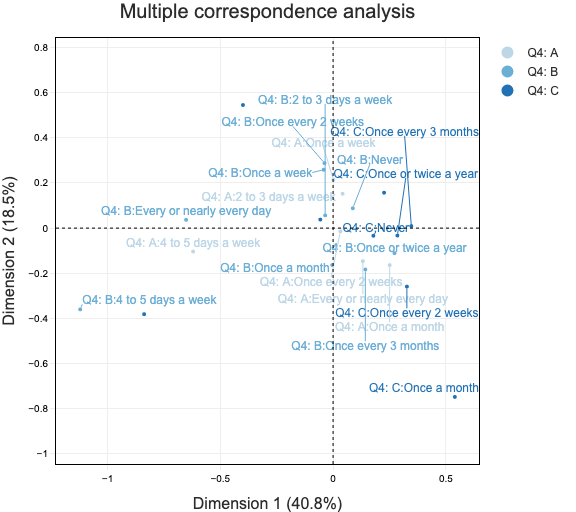 Multiple correspondence analysis
Q4: A
Q4: B
Q4: C
0.8
0.6
0.4
0.2
0
−0.2
−0.4
−0.6
−0.8
−1
Dimension 2 (18.5%)
Q4: B:2 to 3 days a week
Q4: B:Once every 2 weeks
Q4: C:Once every 3 months
Q4: A:Once a week
Q4: B:Never
Q4: B:Once a week
Q4: C:Once or twice a year
Q4: A:2 to 3 days a week
Q4: B:Every or nearly every day
Q4: C:Never
Q4: A:4 to 5 days a week
Q4: B:Once or twice a year
Q4: B:Once a month
Q4: A:Once every 2 weeks
Q4: A:Every or nearly every day
Q4: B:4 to 5 days a week
Q4: C:Once every 2 weeks
Q4: A:Once a month
Q4: B:Once every 3 months
Q4: C:Once a month
−1
−0.5
0
0.5
Dimension 1 (40.8%)